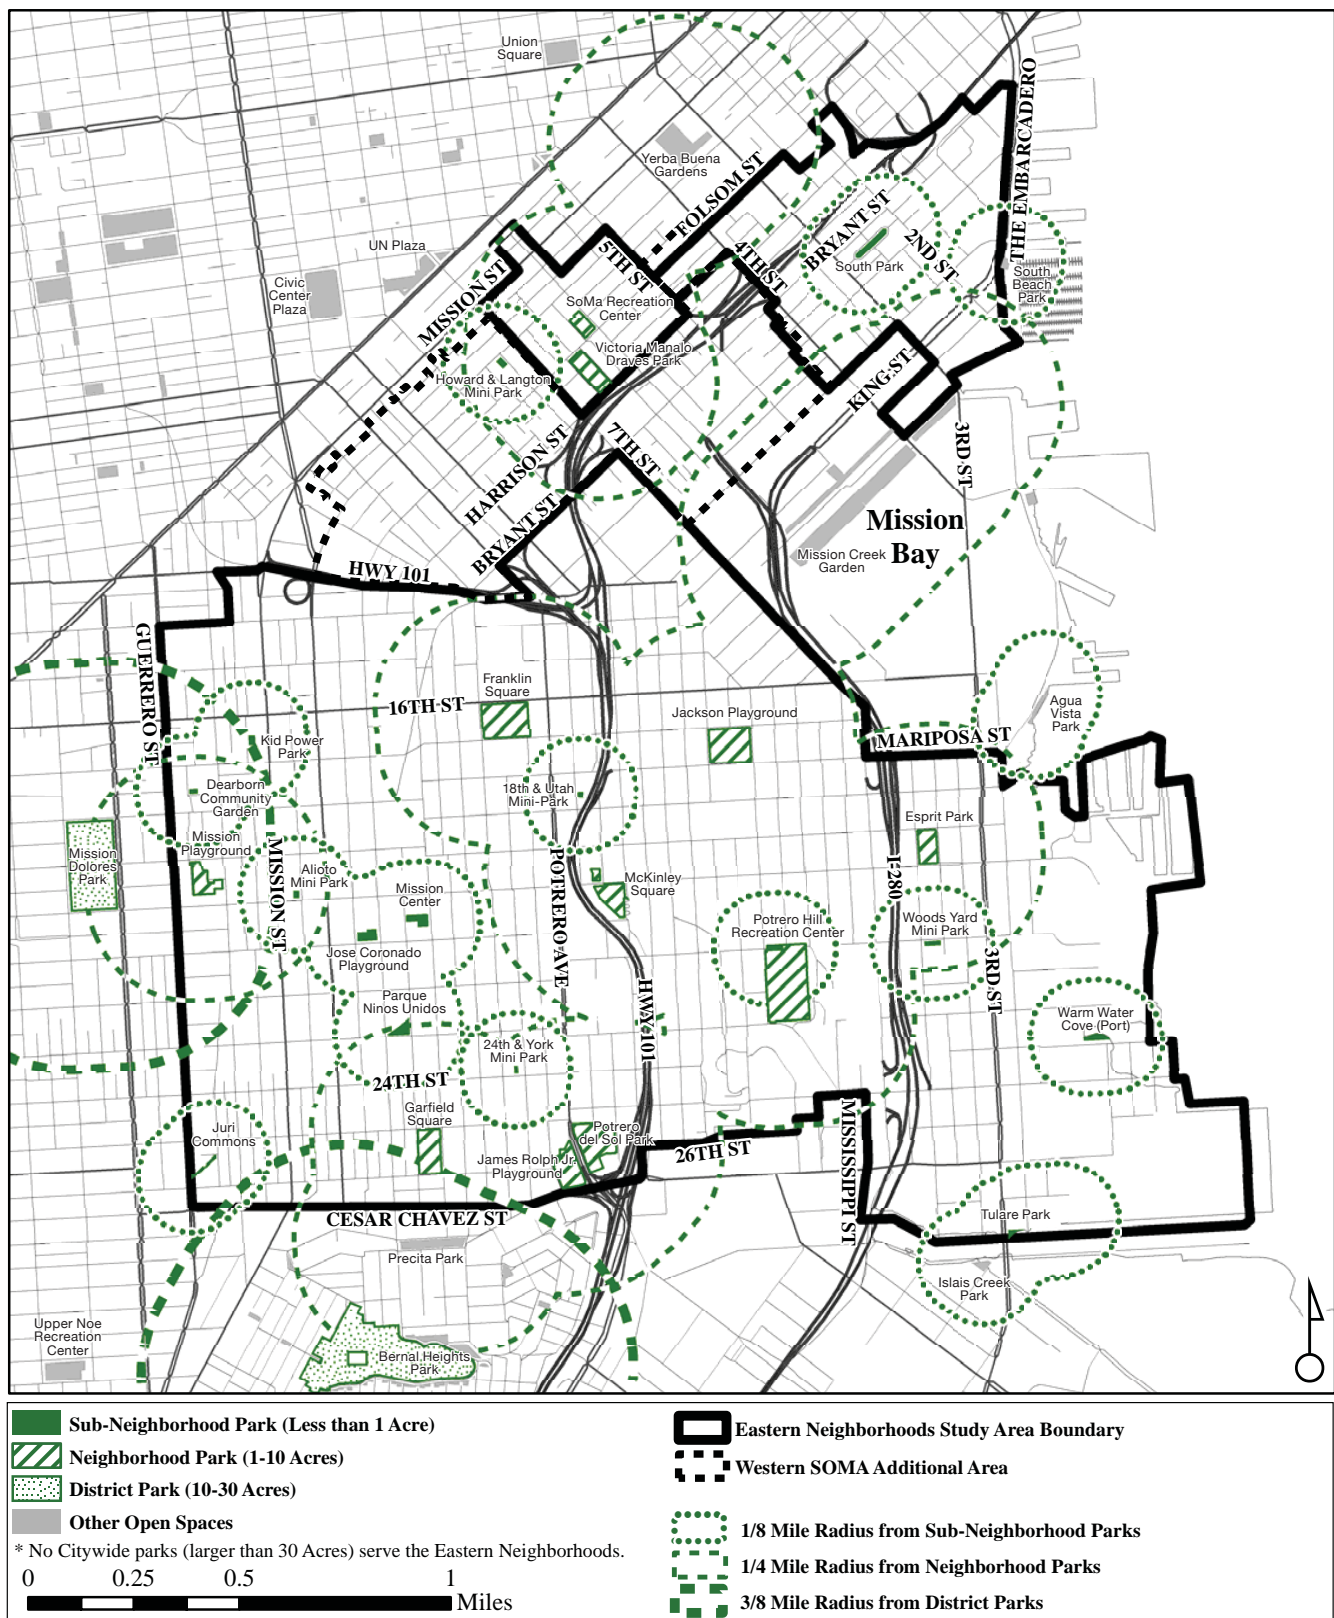 Union
Square
THE EMBARCADERO
Yerba Buena
Gardens
FOLSOM ST
BRYANT ST
2ND ST
South Park
UN Plaza
5TH ST
4TH ST
South
Beach
Park
Civic
Center
Plaza
MISSION ST
SoMa Recreation
Center
Victoria Manalo
Draves Park
Howard & Langton
Mini Park
KING ST
HARRISON ST
7TH ST
3RD ST
BRYANT ST
Mission
Bay
Mission Creek
Garden
HWY 101
GUERRERO ST
Franklin
Square
16TH ST
Jackson Playground
Agua
Vista
Park
MARIPOSA ST
Kid Power
Park
Dearborn
Community
Garden
18th & Utah
Mini-Park
Esprit Park
Mission
Playground
Mission
Dolores
Park
MISSION ST
Alioto
Mini Park
Mission
Center
POTRERO AVE
McKinley
Square
I-280
Potrero Hill
Recreation Center
Woods Yard
Mini Park
Jose Coronado
Playground
3RD ST
HWY 101
Parque
Ninos Unidos
Warm Water
Cove (Port)
24th & York
Mini Park
24TH ST
Garfield
Square
Juri
Commons
Potrero
del Sol Park
James Rolph Jr.
Playground
26TH ST
MISSISSIPPI ST
CESAR CHAVEZ ST
Tulare Park
Precita Park
Islais Creek
Park
Upper Noe
Recreation
Center
Bernal Heights
Park
Sub-Neighborhood Park (Less than 1 Acre)
Neighborhood Park (1-10 Acres)
District Park (10-30 Acres)
Other Open Spaces
* No Citywide parks (larger than 30 Acres) serve the Eastern Neighborhoods.
0 0.25 0.5 1
Miles
Eastern Neighborhoods Study Area Boundary
Western SOMA Additional Area
1/8 Mile Radius from Sub-Neighborhood Parks
1/4 Mile Radius from Neighborhood Parks
3/8 Mile Radius from District Parks